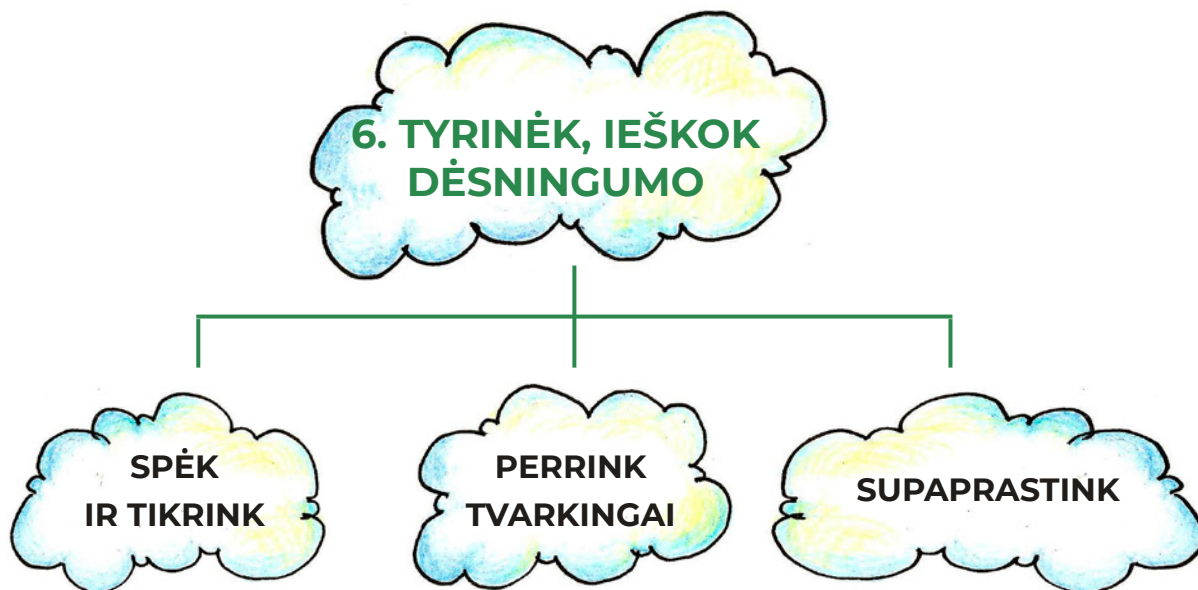 6. TYRINĖK, IEŠKOK
DĖSNINGUMO
SPĖK
IR TIKRINK
PERRINK
TVARKINGAI
SUPAPRASTINK